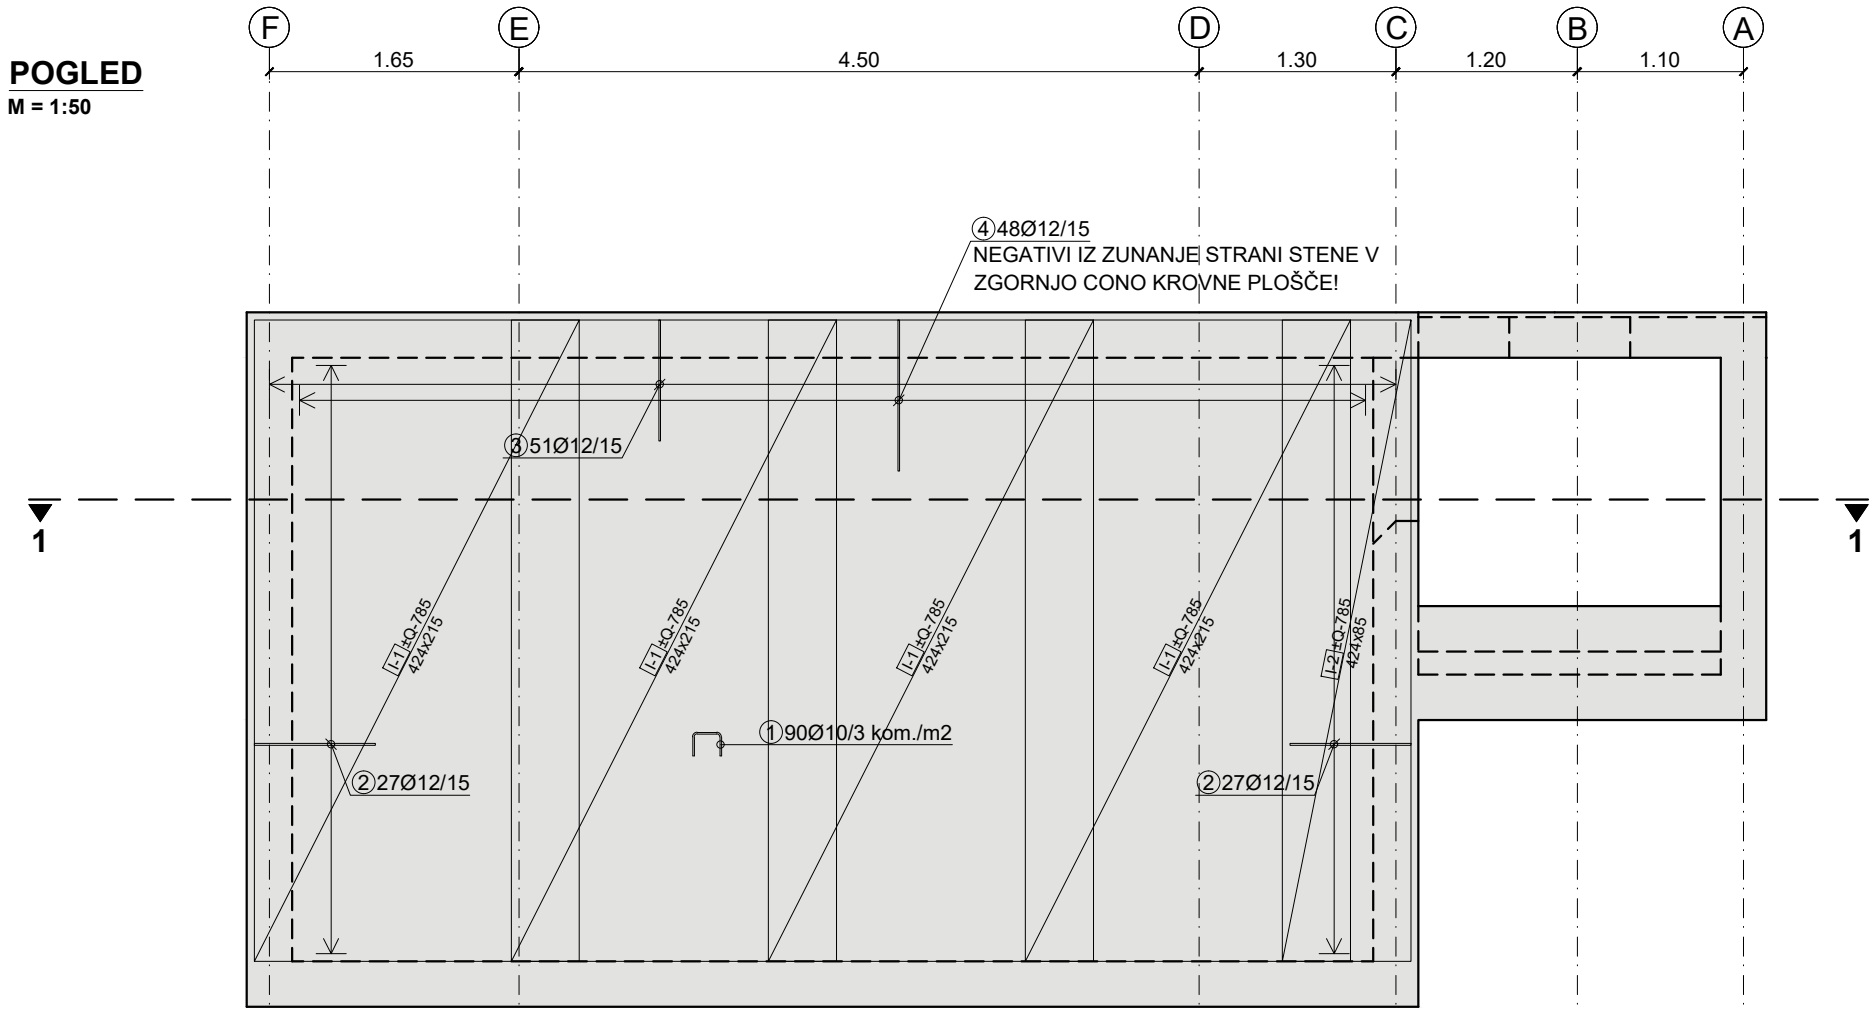 F E D C B A
1.65 4.50 1.30 1.20 1.10
POGLED
M = 1:50
4 48Ø12/15
NEGATIVI IZ ZUNANJE STRANI STENE V
ZGORNJO CONO KROVNE PLOŠČE!
3 51Ø12/15
1 1
I-1 ±Q-785
424x215
I-1 ±Q-785
424x215
I-1 ±Q-785
424x215
I-1 ±Q-785
424x215
I-2 ±Q-785
424x85
1 90Ø10/3 kom./m2
2 27Ø12/15
2 27Ø12/15